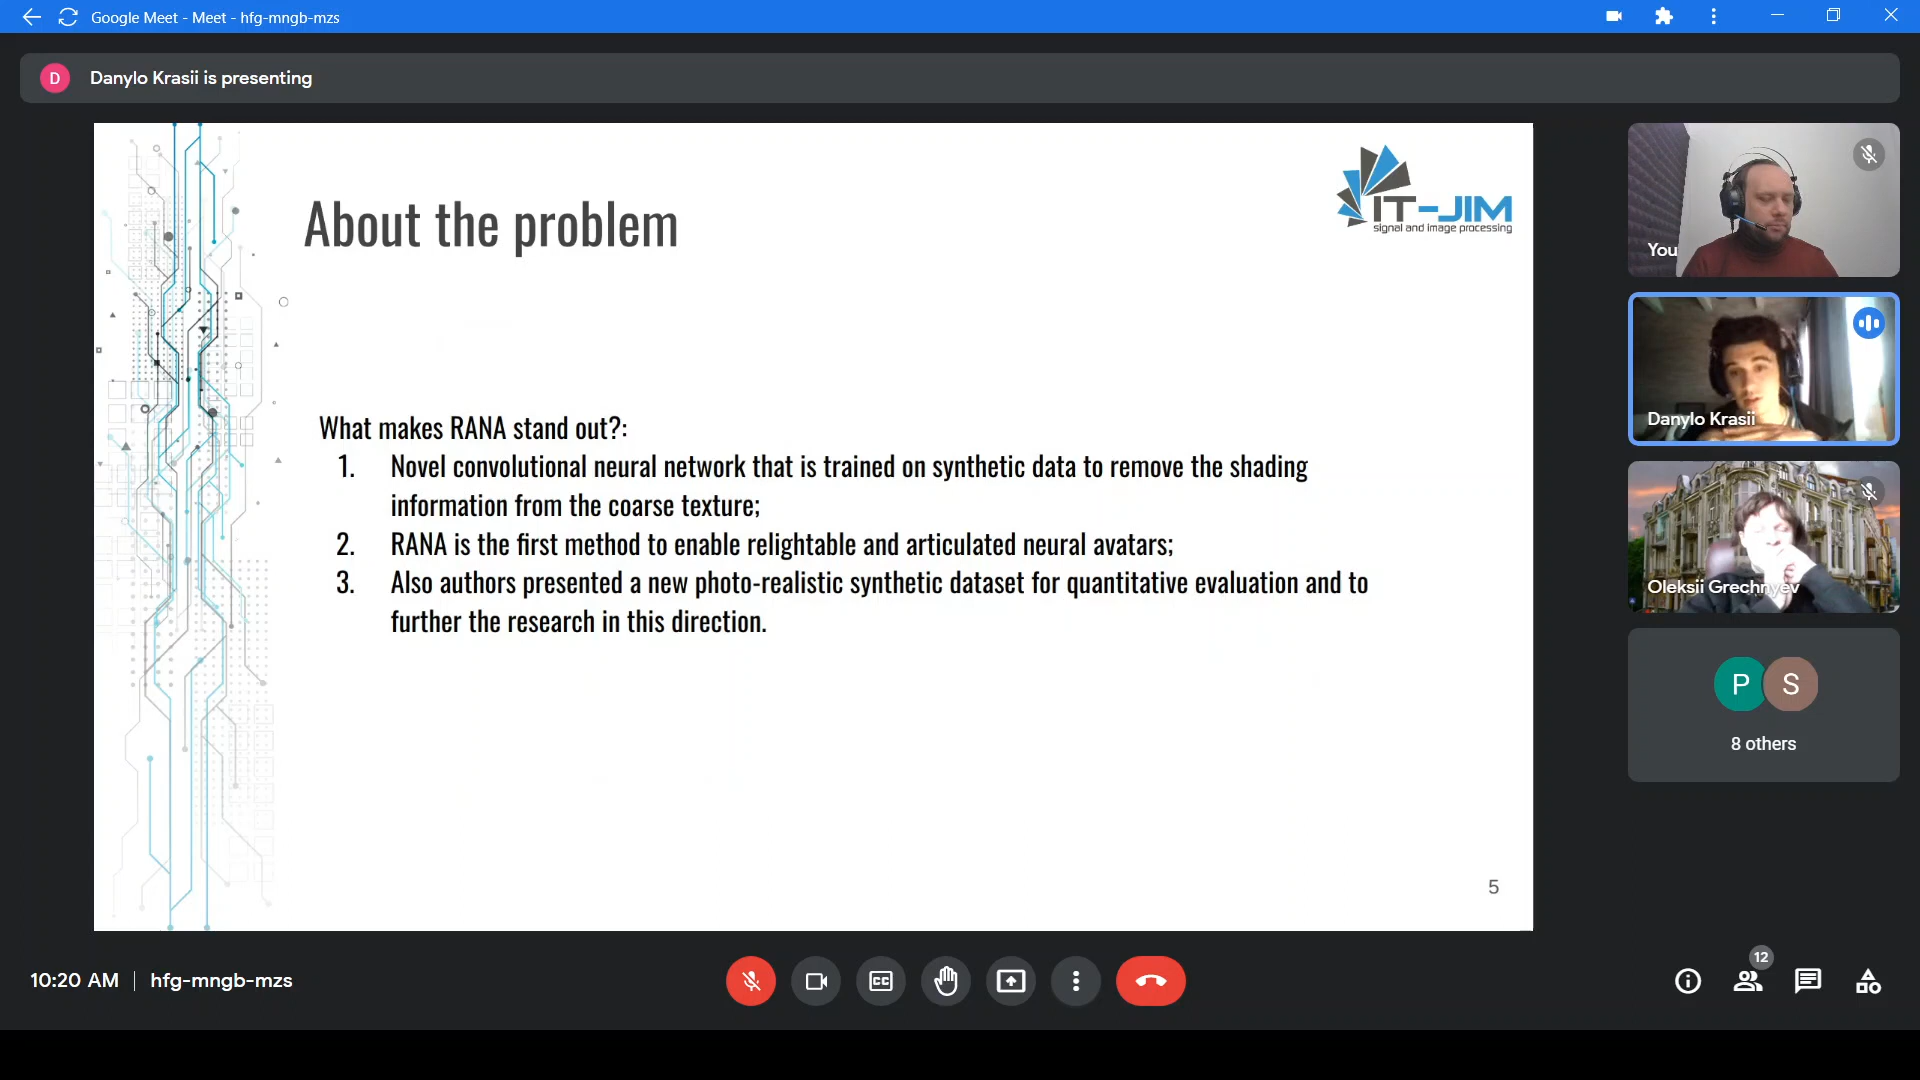 Google Meet - Meet - hfg-mngb-mzs
D
Danylo Krasii is presenting
About the problem
IT-JIM
signal and image processing
What makes RANA stand out?:
1. Novel convolutional neural network that is trained on synthetic data to remove the shading
information from the coarse texture;
2. RANA is the first method to enable relightable and articulated neural avatars;
3. Also authors presented a new photo-realistic synthetic dataset for quantitative evaluation and to
further the research in this direction.
5
You
Danylo Krasii
Oleksii Grechnyev
P S
8 others
10:20 AM | hfg-mngb-mzs
CC
12